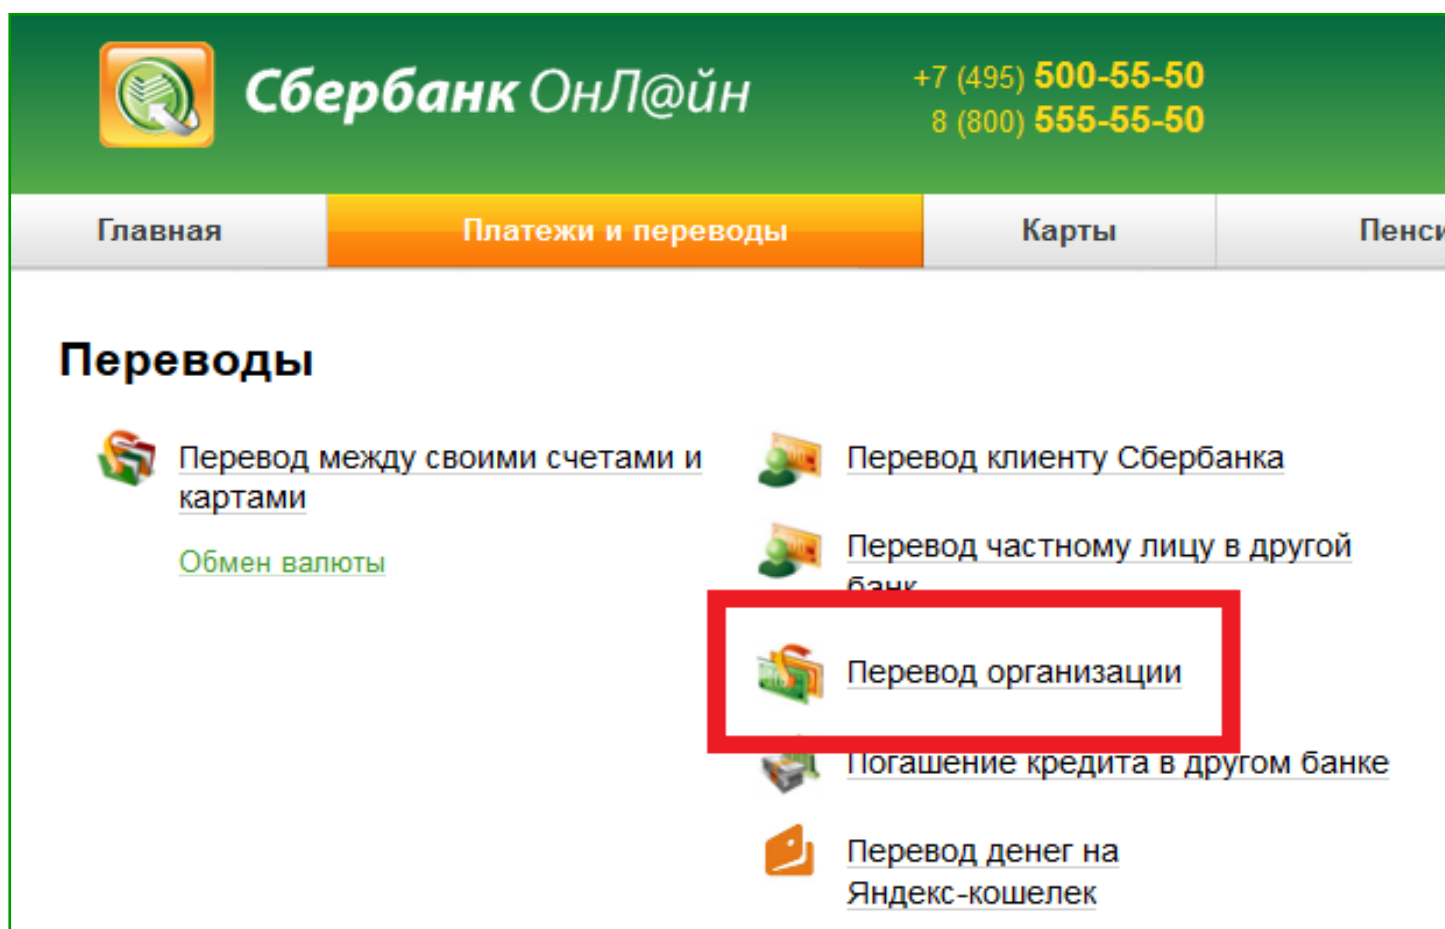 Сбербанк ОнЛ@йн
+7 (495) 500-55-50
8 (800) 555-55-50
Главная
Платежи и переводы
Карты
Пенси
Переводы
Перевод между своими счетами и
картами
Обмен валюты
Перевод клиенту Сбербанка
Перевод частному лицу в другой
банк
Перевод организации
Погашение кредита в другом банке
Перевод денег на
Яндекс-кошелек